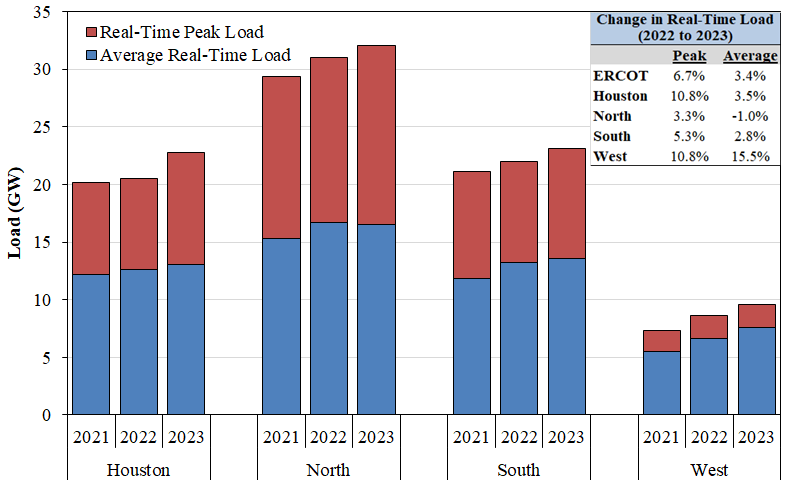 35
30
25
20
15
10
5
0
Load (GW)
Real-Time Peak Load
Average Real-Time Load
Change in Real-Time Load
(2022 to 2023)
Peak Average
ERCOT 6.7% 3.4%
Houston 10.8% 3.5%
North 3.3% -1.0%
South 5.3% 2.8%
West 10.8% 15.5%
2021 2022 2023 2021 2022 2023 2021 2022 2023 2021 2022 2023
Houston North South West